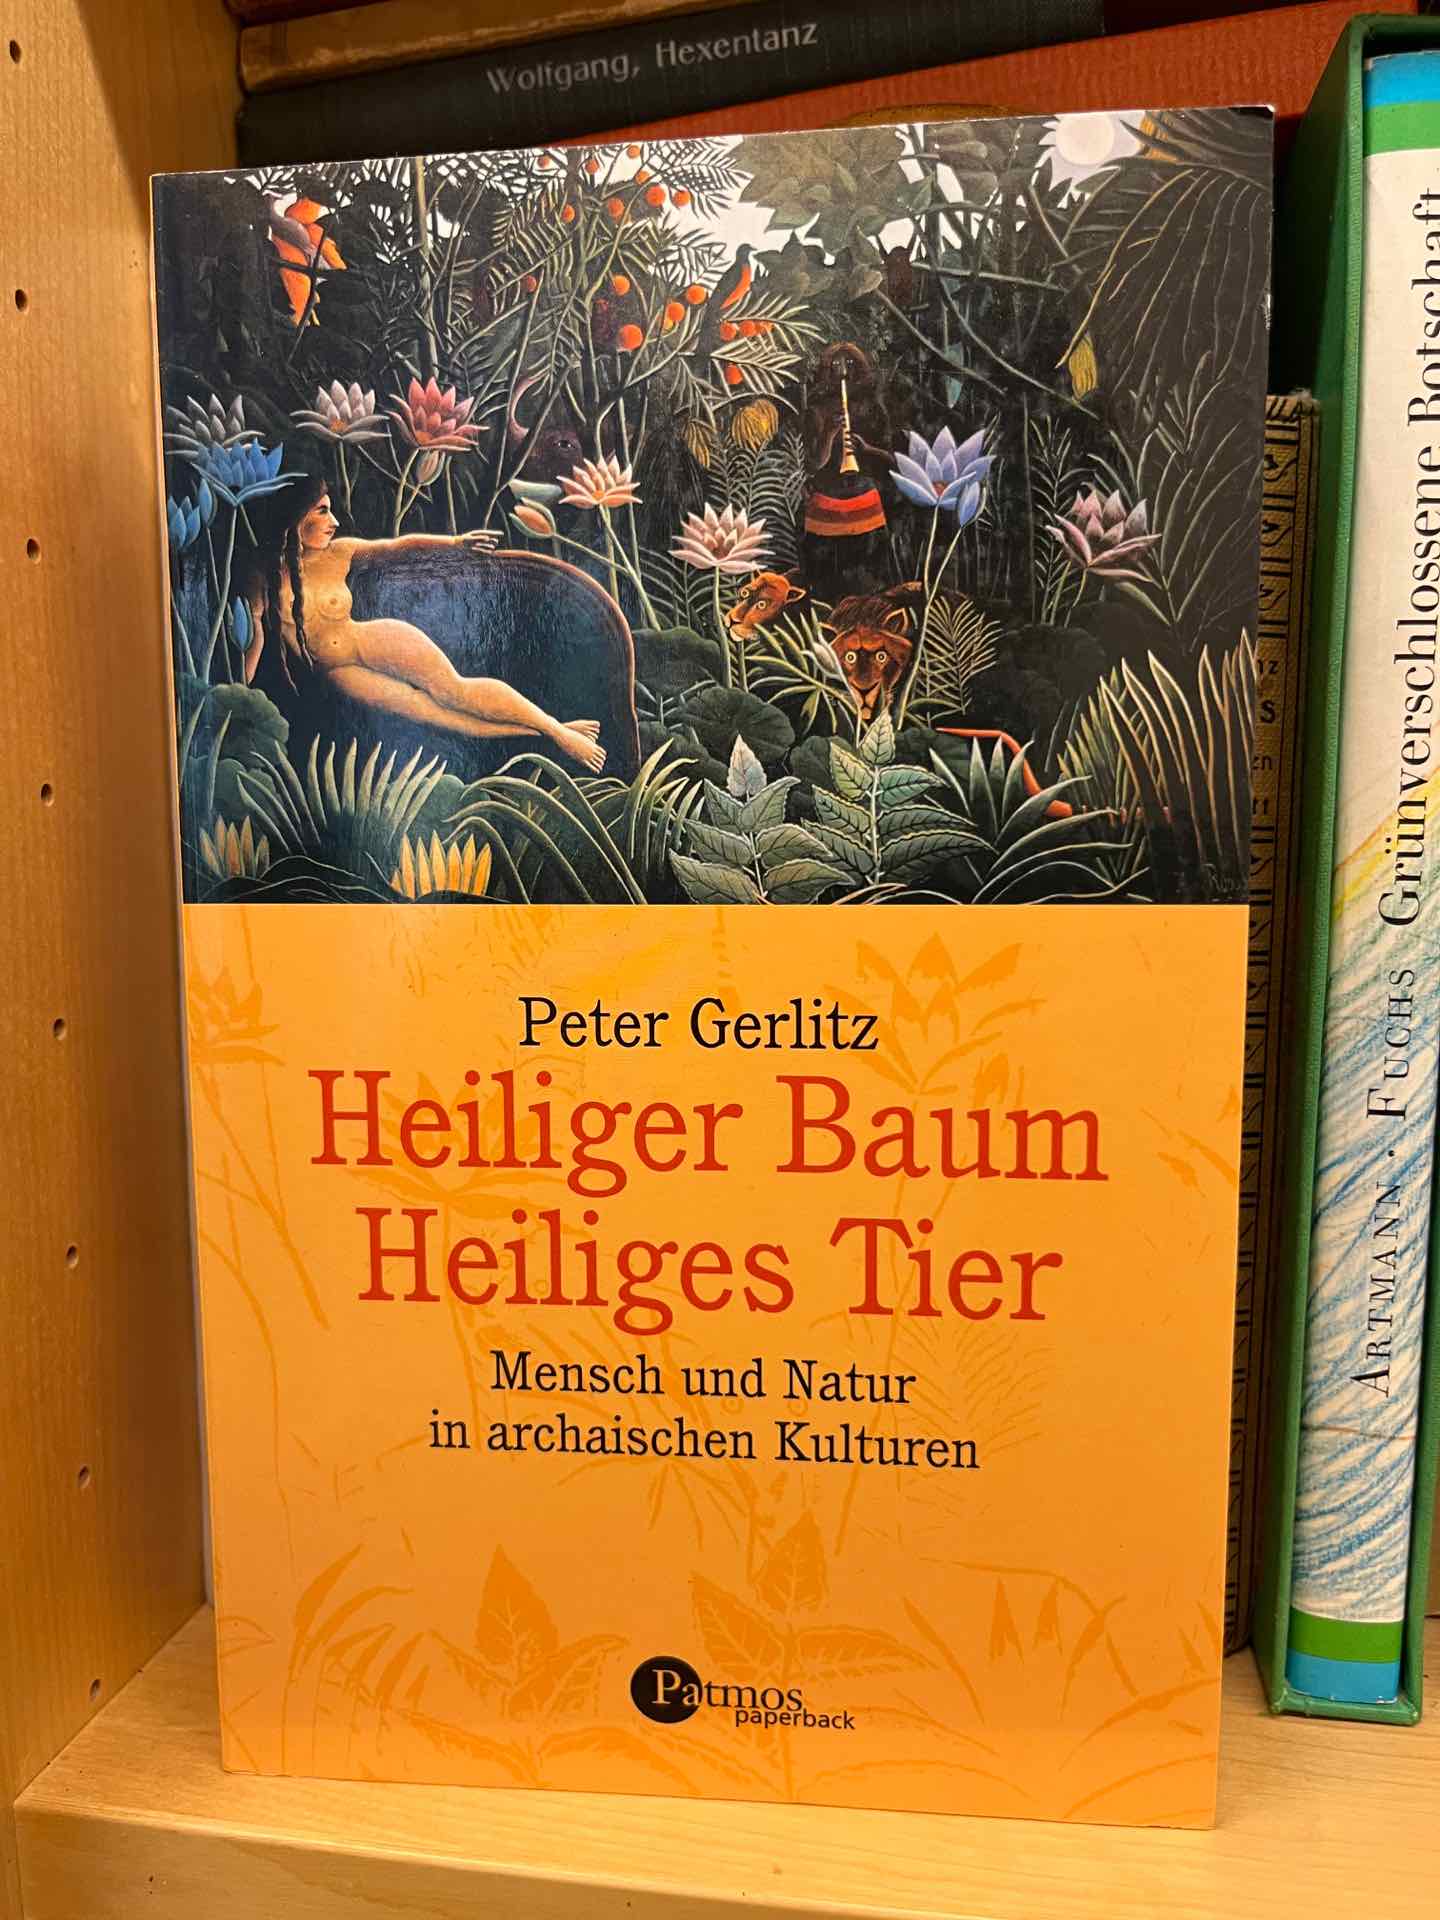 Wolfgang, Hexentanz
Peter Gerlitz
Heiliger Baum
Heiliges Tier
Mensch und Natur
in archaischen Kulturen
Patmos
paperback
ARTMANN · FUCHS Grünverschlossene Botschaft